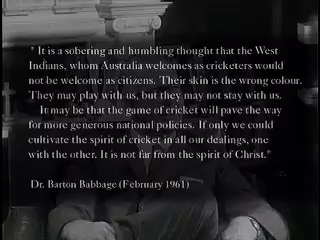 " It is a sobering and humbling thought that the West
Indians, whom Australia welcomes as cricketers would
not be welcome as citizens. Their skin is the wrong colour.
They may play with us, but they may not stay with us.
It may be that the game of cricket will pave the way
for more generous national policies. If only we could
cultivate the spirit of cricket in all our dealings, one
with the other. It is not far from the spirit of Christ."
Dr. Barton Babbage (February 1961)